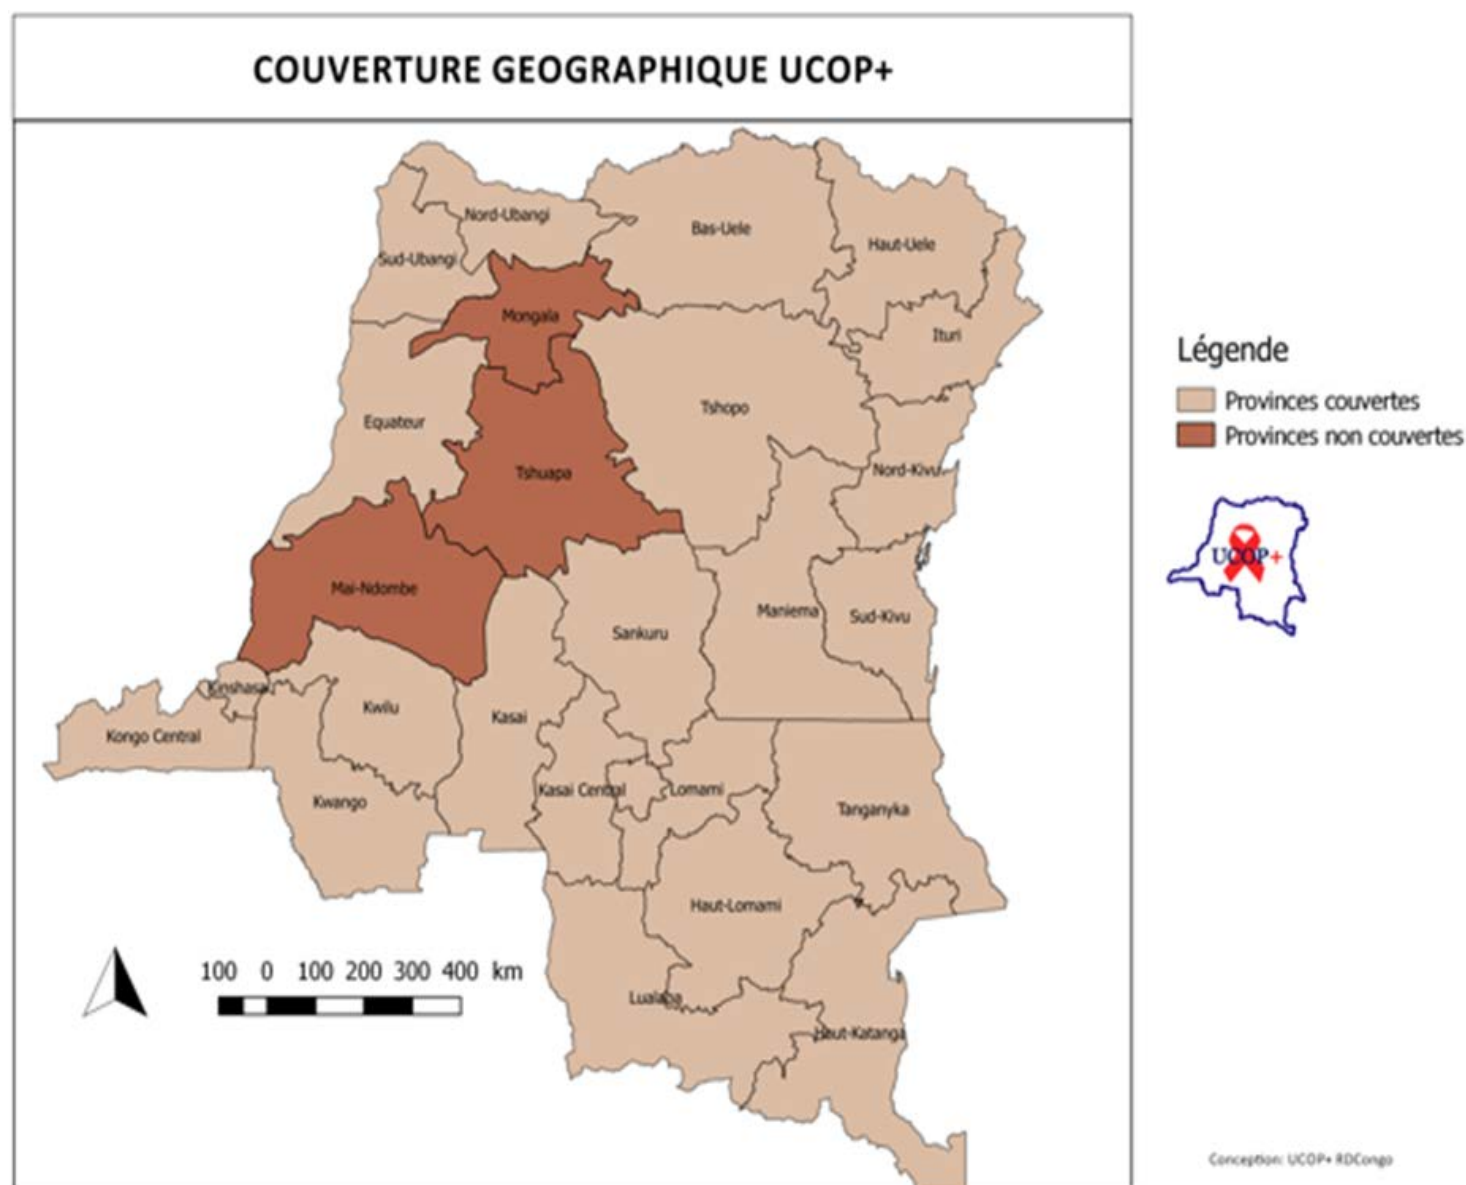 COUVERTURE GEOGRAPHIQUE UCOP+
Nord-Ubangi
Bas-Uele
Haut-Uele
Sud-Ubangi
Mongala
Ituri
Equateur
Tshopo
Tshuapa
Nord-Kivu
Mai-Ndombe
Maniema
Sud-Kivu
Sankuru
Kinshasa
Kwilu
Kasai
Kongo Central
Kasai Central
Lomami
Kwango
Tanganyka
Haut-Lomami
Lualaba
Haut-Katanga
100 0 100 200 300 400 km
Légende
Provinces couvertes
Provinces non couvertes
UCOP+
Conception: UCOP+ RDCongo